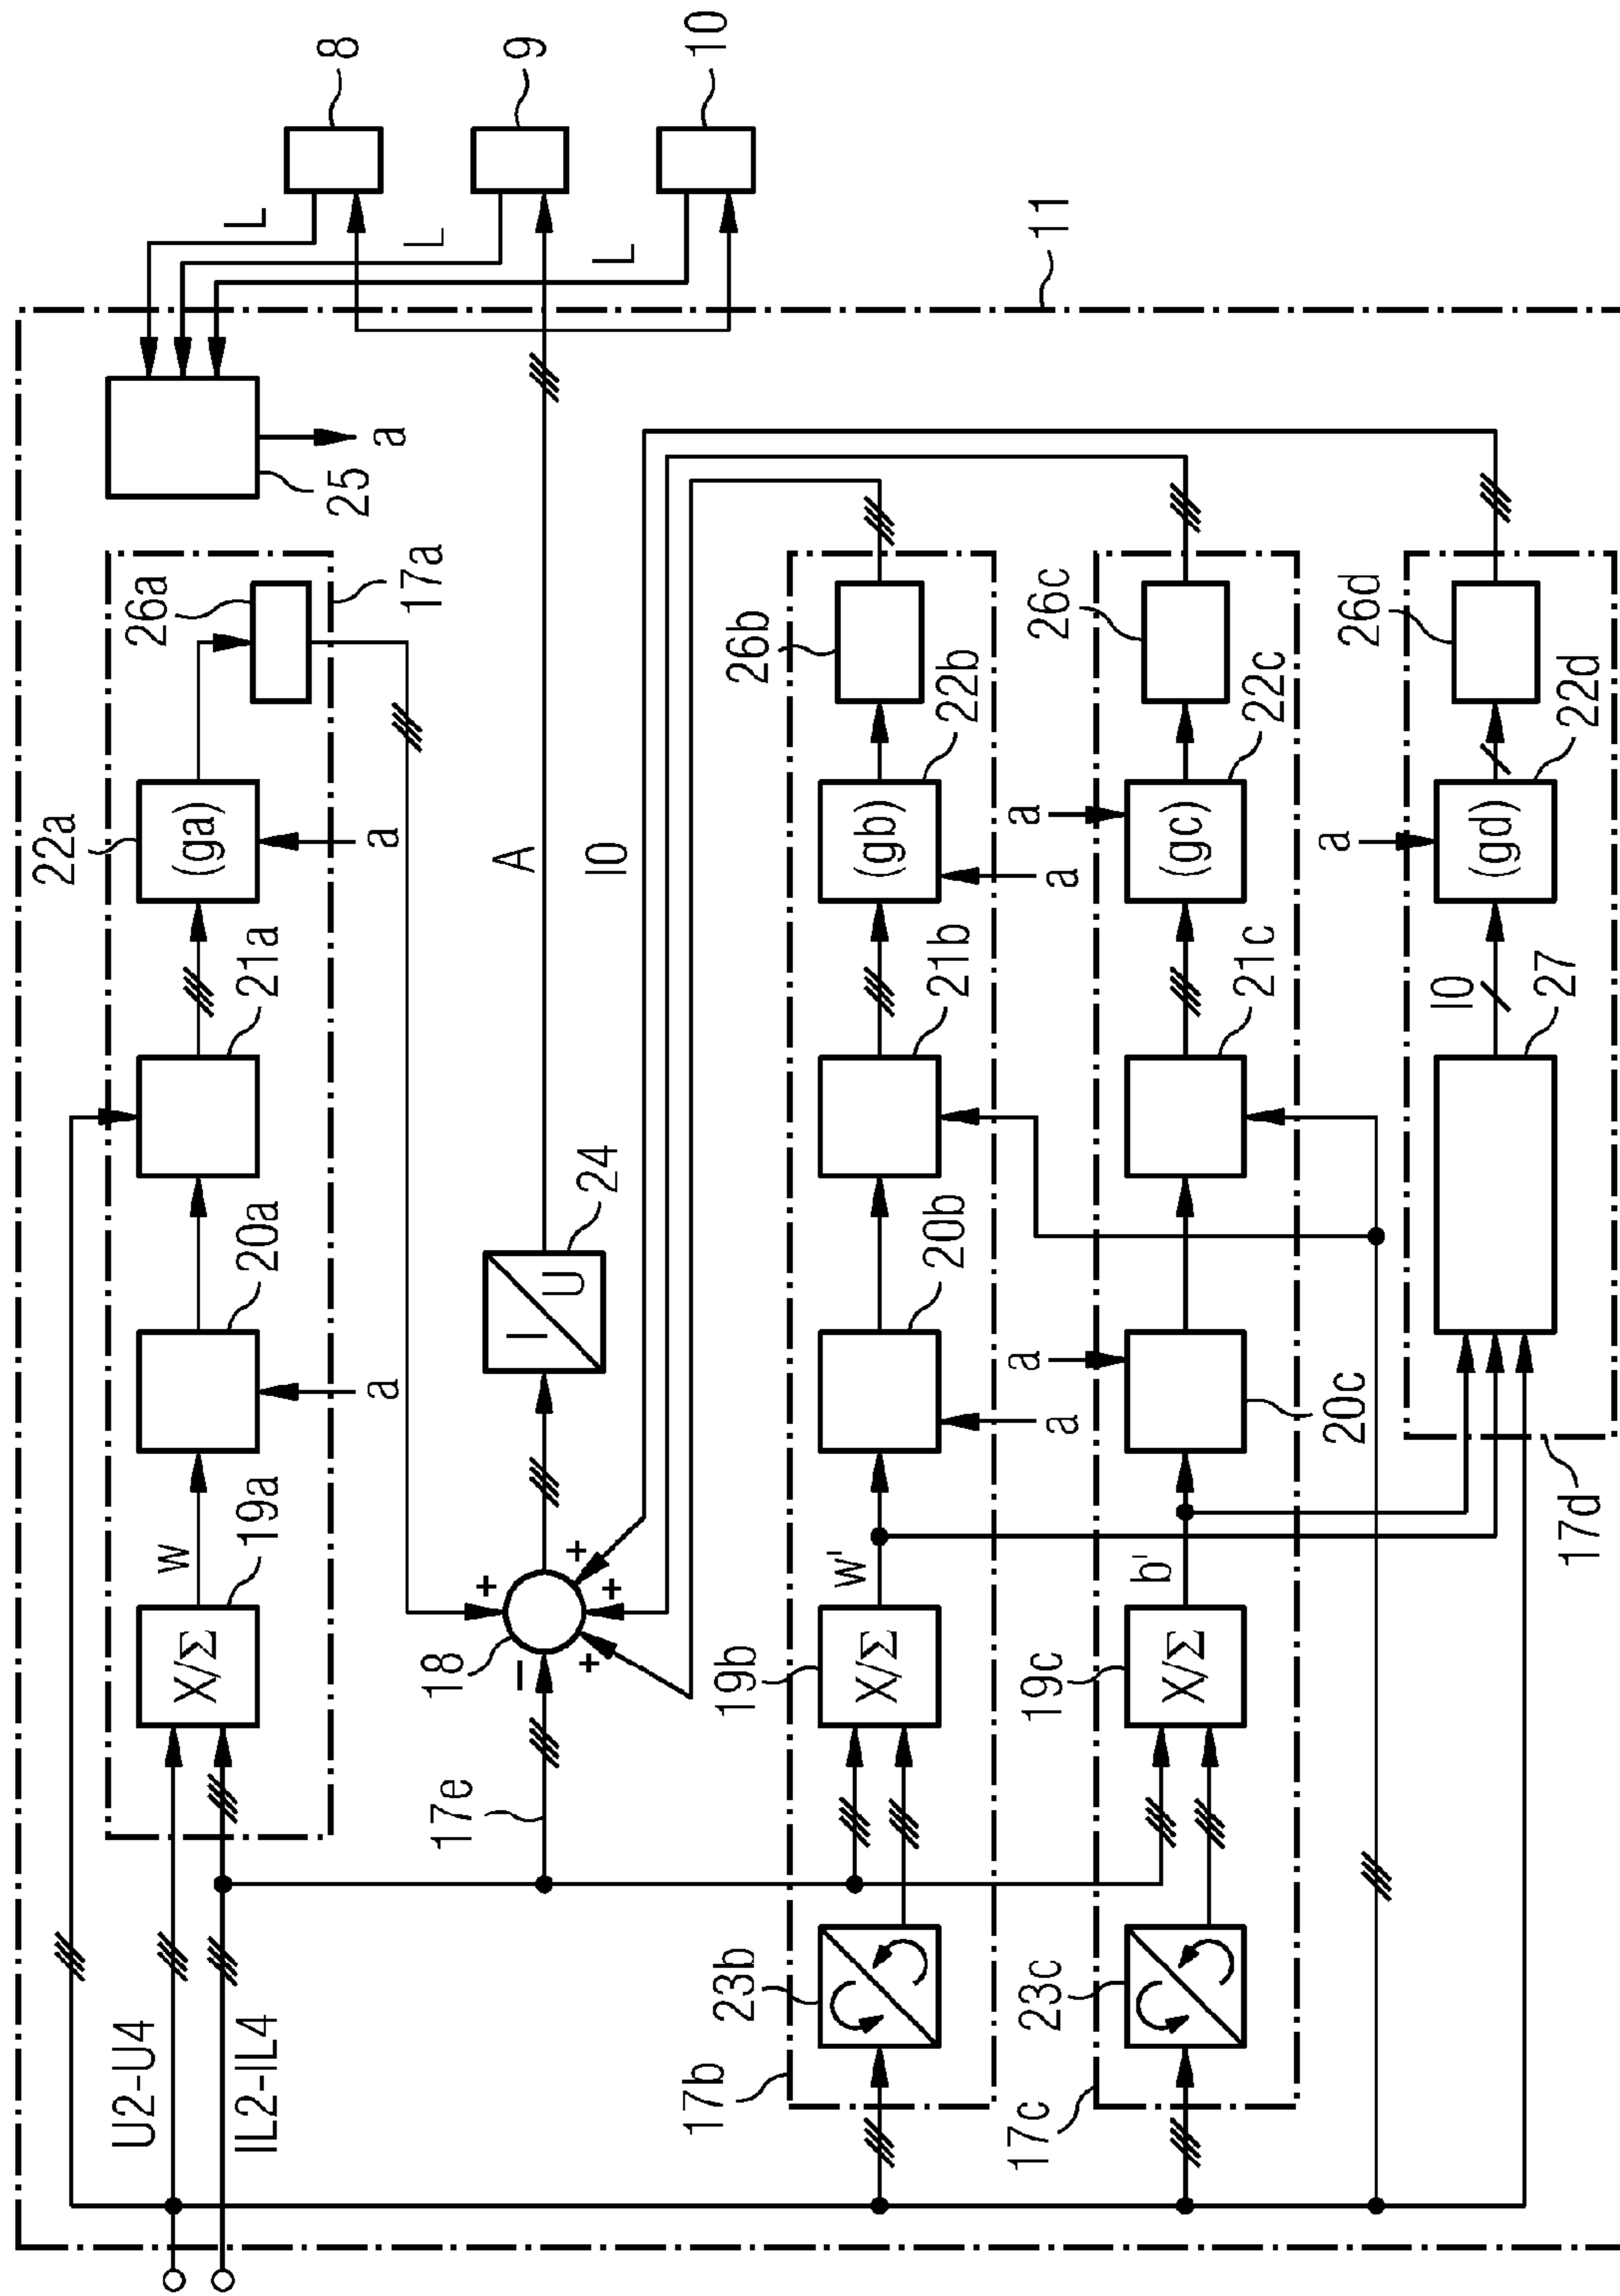 8
9
10
L
L
L
11
25
a
17a
26a
22a
(ga)
a
21a
20a
a
w
19a
X/Σ
U2-U4
IL2-IL4
A
I0
24
I
U
18
+
+
+
+
−
17e
17b
23b
19b
X/Σ
w'
20b
a
21b
22b
(gb)
a
26b
17c
23c
19c
X/Σ
b'
20c
a
21c
22c
(gc)
a
26c
17d
27
I0
22d
(gd)
a
26d